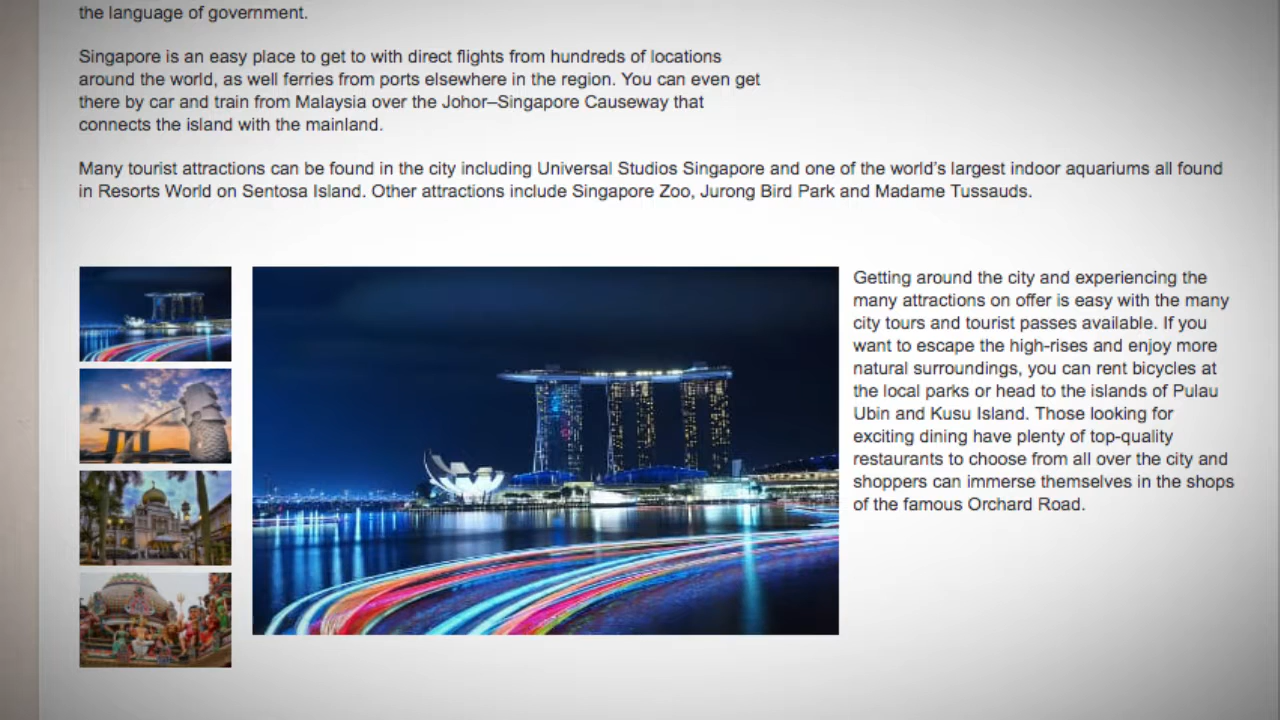 the language of government.
Singapore is an easy place to get to with direct flights from hundreds of locations
around the world, as well ferries from ports elsewhere in the region. You can even get
there by car and train from Malaysia over the Johor–Singapore Causeway that
connects the island with the mainland.
Many tourist attractions can be found in the city including Universal Studios Singapore and one of the world’s largest indoor aquariums all found
in Resorts World on Sentosa Island. Other attractions include Singapore Zoo, Jurong Bird Park and Madame Tussauds.
Getting around the city and experiencing the
many attractions on offer is easy with the many
city tours and tourist passes available. If you
want to escape the high-rises and enjoy more
natural surroundings, you can rent bicycles at
the local parks or head to the islands of Pulau
Ubin and Kusu Island. Those looking for
exciting dining have plenty of top-quality
restaurants to choose from all over the city and
shoppers can immerse themselves in the shops
of the famous Orchard Road.